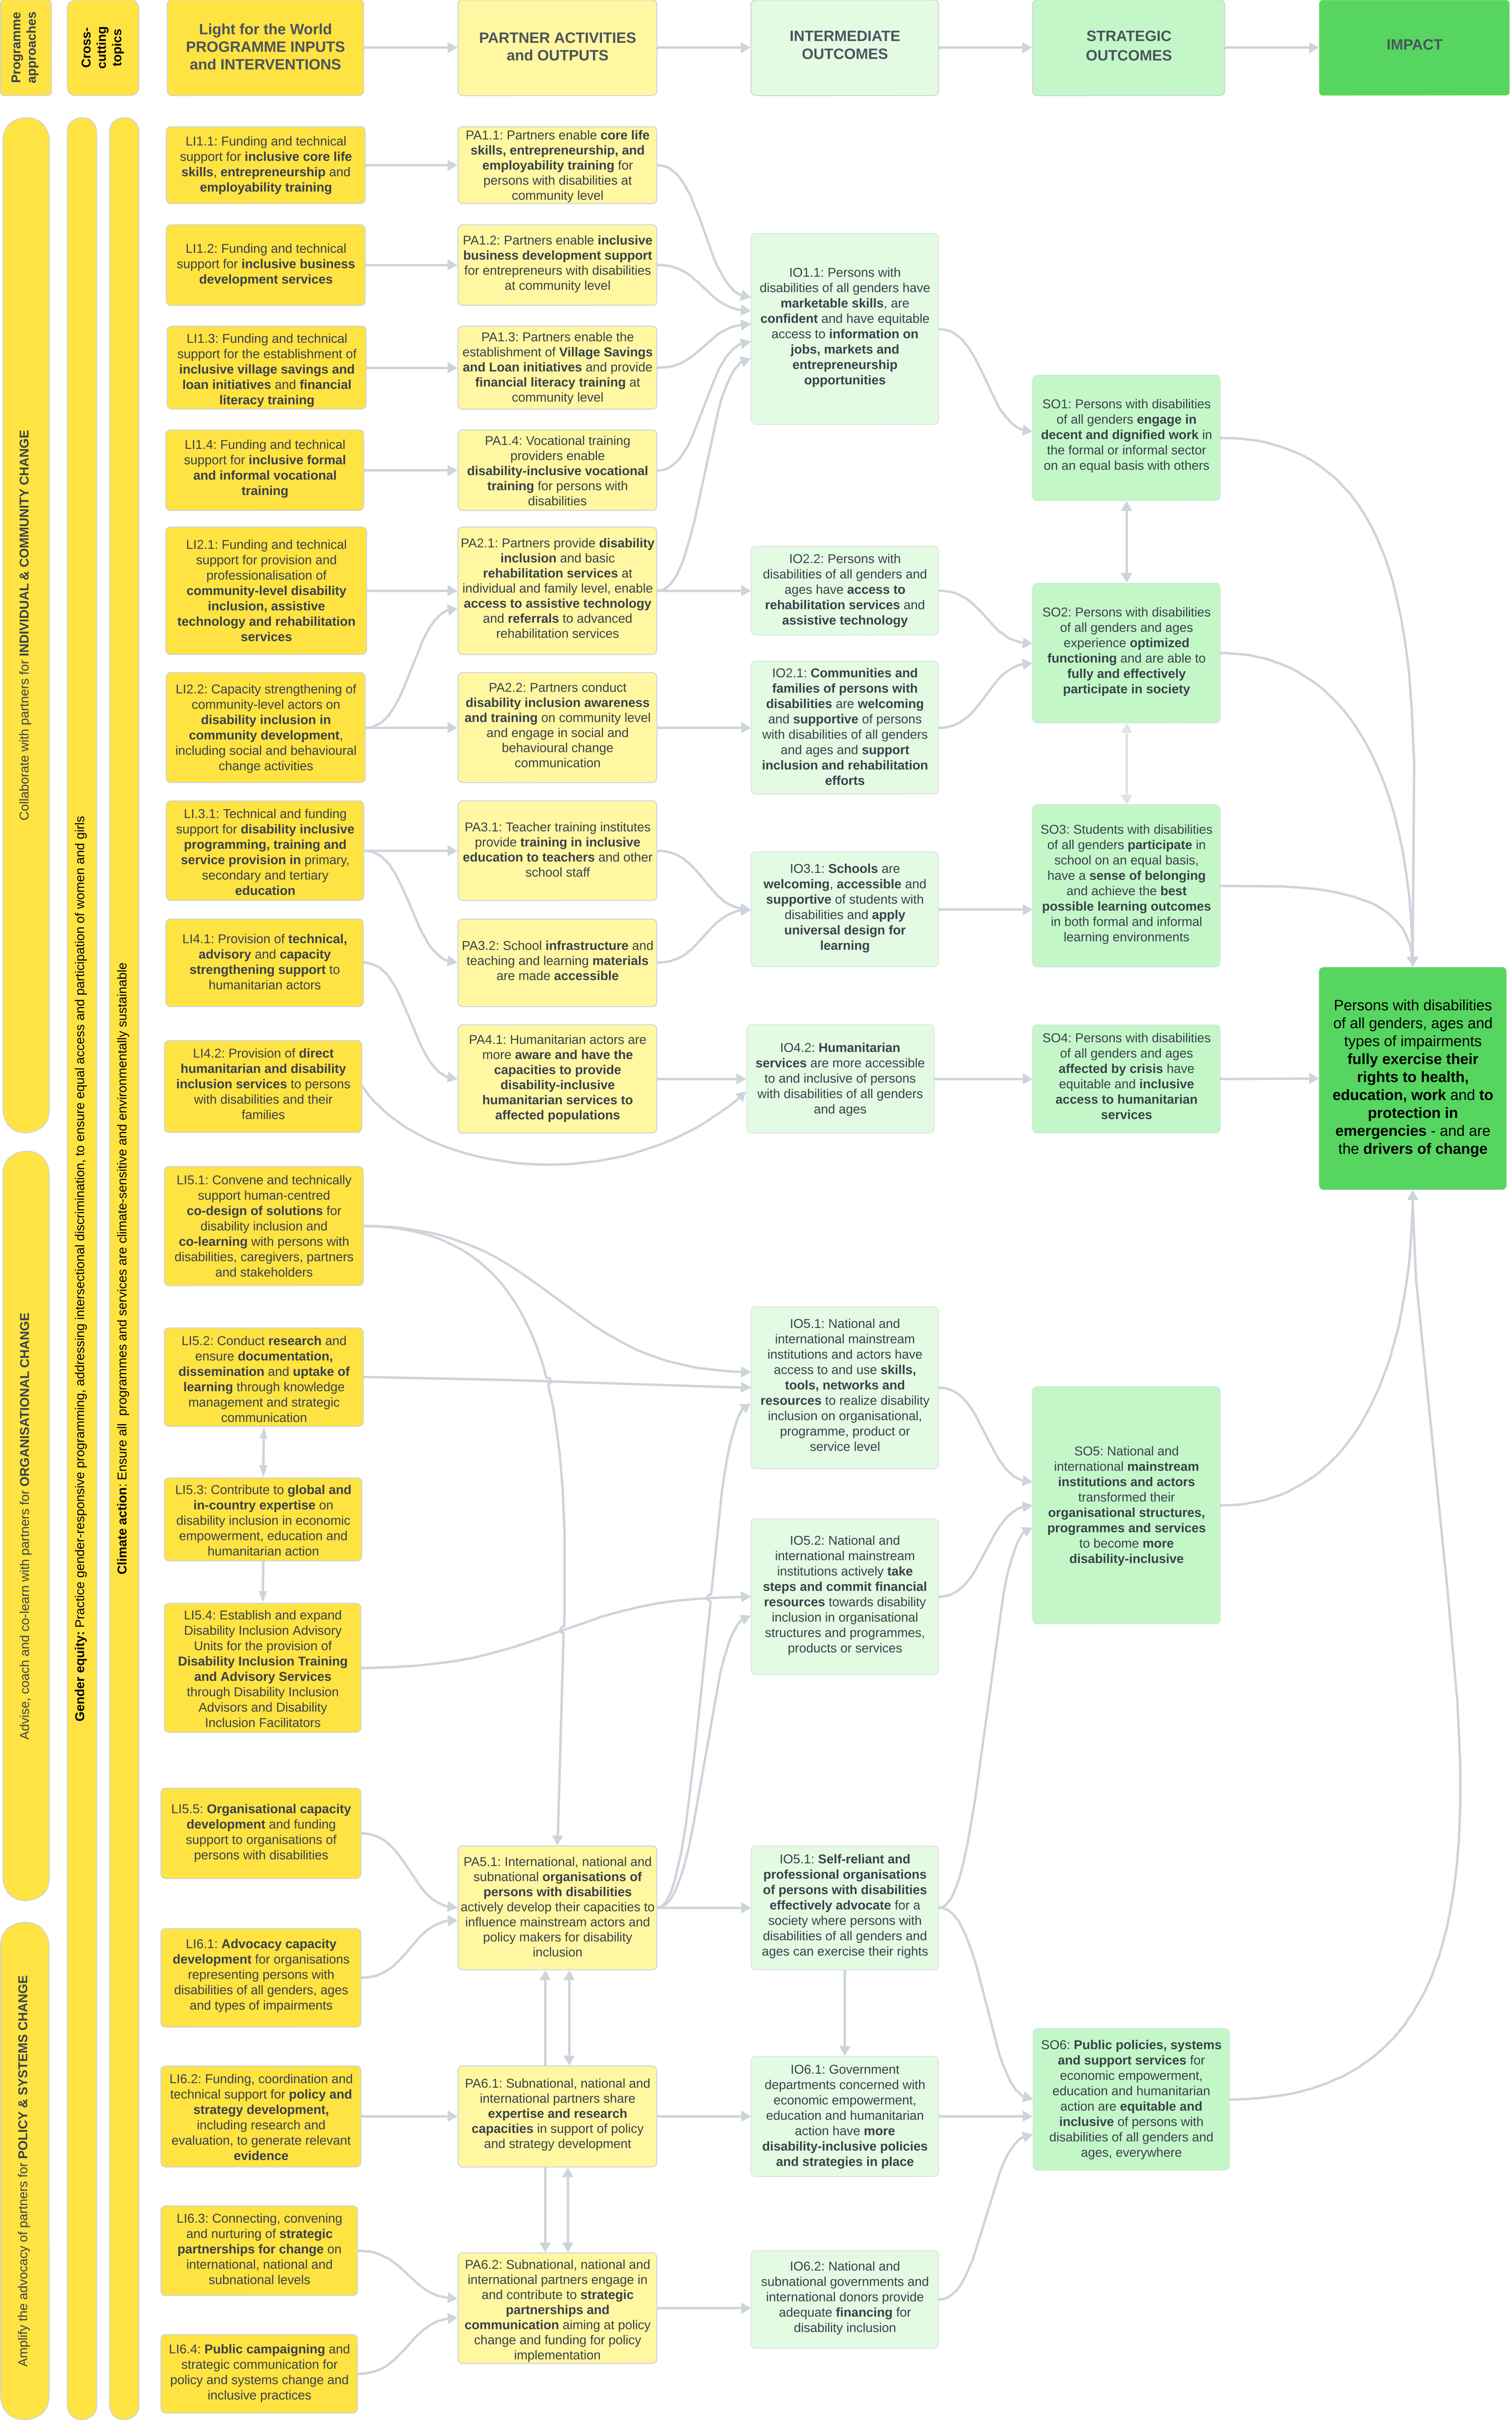 Programme
approaches
Cross-
cutting
topics
Light for the World
PROGRAMME INPUTS
and INTERVENTIONS
PARTNER ACTIVITIES
and OUTPUTS
INTERMEDIATE
OUTCOMES
STRATEGIC
OUTCOMES
IMPACT
Collaborate with partners for INDIVIDUAL & COMMUNITY CHANGE
Advise, coach and co-learn with partners for ORGANISATIONAL CHANGE
Amplify the advocacy of partners for POLICY & SYSTEMS CHANGE
Gender equity: Practice gender-responsive programming, addressing intersectional discrimination, to ensure equal access and participation of women and girls
Climate action: Ensure all programmes and services are climate-sensitive and environmentally sustainable
LI1.1: Funding and technical
support for inclusive core life
skills, entrepreneurship and
employability training
LI1.2: Funding and technical
support for inclusive business
development services
LI1.3: Funding and technical
support for the establishment of
inclusive village savings and
loan initiatives and financial
literacy training
LI1.4: Funding and technical
support for inclusive formal
and informal vocational
training
LI2.1: Funding and technical
support for provision and
professionalisation of
community-level disability
inclusion, assistive
technology and rehabilitation
services
LI2.2: Capacity strengthening of
community-level actors on
disability inclusion in
community development,
including social and behavioural
change activities
LI.3.1: Technical and funding
support for disability inclusive
programming, training and
service provision in primary,
secondary and tertiary
education
LI4.1: Provision of technical,
advisory and capacity
strengthening support to
humanitarian actors
LI4.2: Provision of direct
humanitarian and disability
inclusion services to persons
with disabilities and their
families
LI5.1: Convene and technically
support human-centred
co-design of solutions for
disability inclusion and
co-learning with persons with
disabilities, caregivers, partners
and stakeholders
LI5.2: Conduct research and
ensure documentation,
dissemination and uptake of
learning through knowledge
management and strategic
communication
LI5.3: Contribute to global and
in-country expertise on
disability inclusion in economic
empowerment, education and
humanitarian action
LI5.4: Establish and expand
Disability Inclusion Advisory
Units for the provision of
Disability Inclusion Training
and Advisory Services
through Disability Inclusion
Advisors and Disability
Inclusion Facilitators
LI5.5: Organisational capacity
development and funding
support to organisations of
persons with disabilities
LI6.1: Advocacy capacity
development for organisations
representing persons with
disabilities of all genders, ages
and types of impairments
LI6.2: Funding, coordination and
technical support for policy and
strategy development,
including research and
evaluation, to generate relevant
evidence
LI6.3: Connecting, convening
and nurturing of strategic
partnerships for change on
international, national and
subnational levels
LI6.4: Public campaigning and
strategic communication for
policy and systems change and
inclusive practices
PA1.1: Partners enable core life
skills, entrepreneurship, and
employability training for
persons with disabilities at
community level
PA1.2: Partners enable inclusive
business development support
for entrepreneurs with disabilities
at community level
PA1.3: Partners enable the
establishment of Village Savings
and Loan initiatives and provide
financial literacy training at
community level
PA1.4: Vocational training
providers enable
disability-inclusive vocational
training for persons with
disabilities
PA2.1: Partners provide disability
inclusion and basic
rehabilitation services at
individual and family level, enable
access to assistive technology
and referrals to advanced
rehabilitation services
PA2.2: Partners conduct
disability inclusion awareness
and training on community level
and engage in social and
behavioural change
communication
PA3.1: Teacher training institutes
provide training in inclusive
education to teachers and other
school staff
PA3.2: School infrastructure and
teaching and learning materials
are made accessible
PA4.1: Humanitarian actors are
more aware and have the
capacities to provide
disability-inclusive
humanitarian services to
affected populations
PA5.1: International, national and
subnational organisations of
persons with disabilities
actively develop their capacities to
influence mainstream actors and
policy makers for disability
inclusion
PA6.1: Subnational, national and
international partners share
expertise and research
capacities in support of policy
and strategy development
PA6.2: Subnational, national and
international partners engage in
and contribute to strategic
partnerships and
communication aiming at policy
change and funding for policy
implementation
IO1.1: Persons with
disabilities of all genders have
marketable skills, are
confident and have equitable
access to information on
jobs, markets and
entrepreneurship
opportunities
IO2.2: Persons with
disabilities of all genders and
ages have access to
rehabilitation services and
assistive technology
IO2.1: Communities and
families of persons with
disabilities are welcoming
and supportive of persons
with disabilities of all genders
and ages and support
inclusion and rehabilitation
efforts
IO3.1: Schools are
welcoming, accessible and
supportive of students with
disabilities and apply
universal design for
learning
IO4.2: Humanitarian
services are more accessible
to and inclusive of persons
with disabilities of all genders
and ages
IO5.1: National and
international mainstream
institutions and actors have
access to and use skills,
tools, networks and
resources to realize disability
inclusion on organisational,
programme, product or
service level
IO5.2: National and
international mainstream
institutions actively take
steps and commit financial
resources towards disability
inclusion in organisational
structures and programmes,
products or services
IO5.1: Self-reliant and
professional organisations
of persons with disabilities
effectively advocate for a
society where persons with
disabilities of all genders and
ages can exercise their rights
IO6.1: Government
departments concerned with
economic empowerment,
education and humanitarian
action have more
disability-inclusive policies
and strategies in place
IO6.2: National and
subnational governments and
international donors provide
adequate financing for
disability inclusion
SO1: Persons with disabilities
of all genders engage in
decent and dignified work in
the formal or informal sector
on an equal basis with others
SO2: Persons with disabilities
of all genders and ages
experience optimized
functioning and are able to
fully and effectively
participate in society
SO3: Students with disabilities
of all genders participate in
school on an equal basis,
have a sense of belonging
and achieve the best
possible learning outcomes
in both formal and informal
learning environments
SO4: Persons with disabilities
of all genders and ages
affected by crisis have
equitable and inclusive
access to humanitarian
services
SO5: National and
international mainstream
institutions and actors
transformed their
organisational structures,
programmes and services
to become more
disability-inclusive
SO6: Public policies, systems
and support services for
economic empowerment,
education and humanitarian
action are equitable and
inclusive of persons with
disabilities of all genders and
ages, everywhere
Persons with disabilities
of all genders, ages and
types of impairments
fully exercise their
rights to health,
education, work and to
protection in
emergencies - and are
the drivers of change